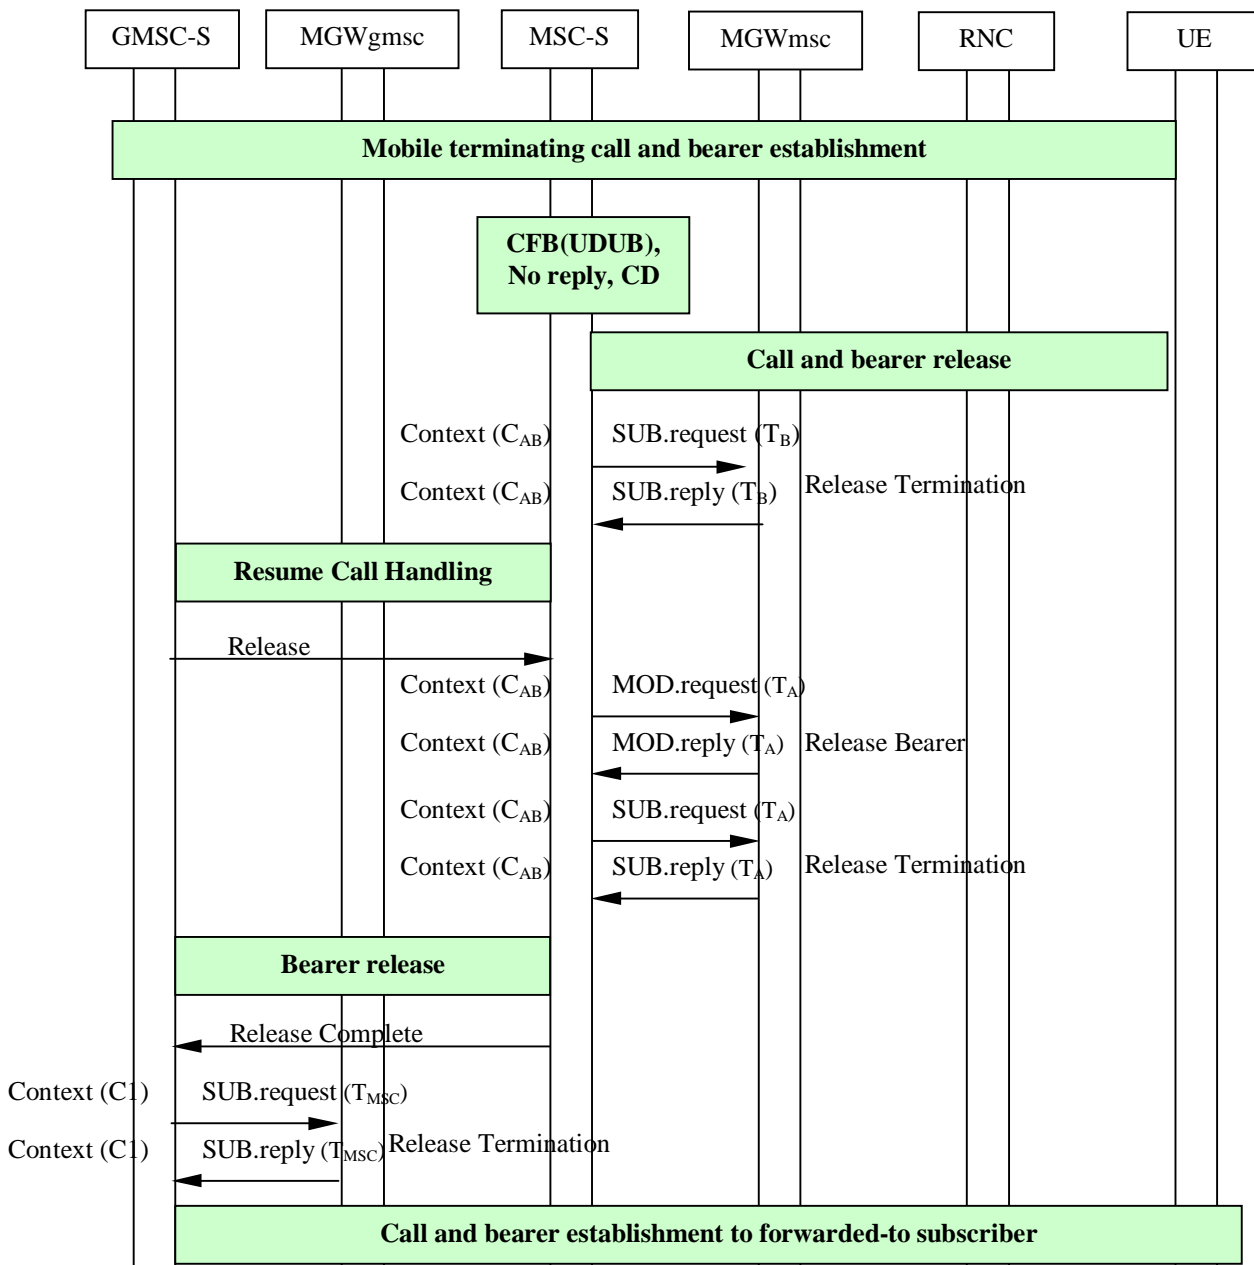 GMSC-S MGWgmsc MSC-S MGWmsc RNC UE
Mobile terminating call and bearer establishment
CFB(UDUB),
No reply, CD
Call and bearer release
Context (CAB) SUB.request (TB)
Context (CAB) SUB.reply (TB) Release Termination
Resume Call Handling
Release
Context (CAB) MOD.request (TA)
Context (CAB) MOD.reply (TA) Release Bearer
Context (CAB) SUB.request (TA)
Context (CAB) SUB.reply (TA) Release Termination
Bearer release
Release Complete
Context (C1) SUB.request (TMSC)
Context (C1) SUB.reply (TMSC) Release Termination
Call and bearer establishment to forwarded-to subscriber